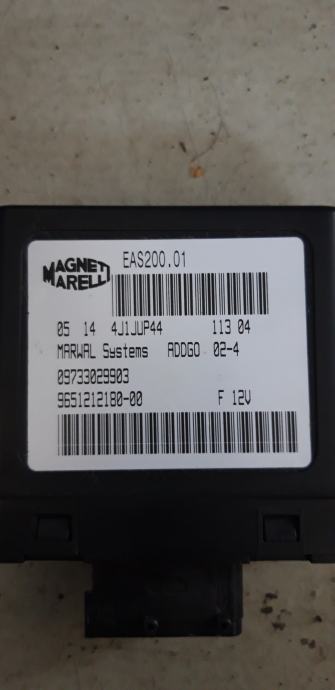 EAS200.01
MAGNETI
MARELLI
05 14 4J1JUP44 113 04
MARWAL Systems ADDGO 02-4
09733029903
9651212180-00 F 12V